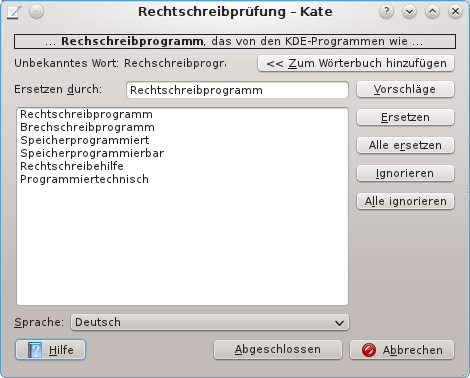 Rechtschreibprüfung – Kate
... Rechschreibprogramm, das von den KDE-Programmen wie ...
Unbekanntes Wort: Rechschreibprogr
<< Zum Wörterbuch hinzufügen
Ersetzen durch: Rechtschreibprogramm
Vorschläge
Rechtschreibprogramm
Brechschreibprogramm
Speicherprogrammiert
Speicherprogrammierbar
Rechtschreibehilfe
Programmiertechnisch
Ersetzen
Alle ersetzen
Ignorieren
Alle ignorieren
Sprache: Deutsch
Hilfe
Abgeschlossen
Abbrechen